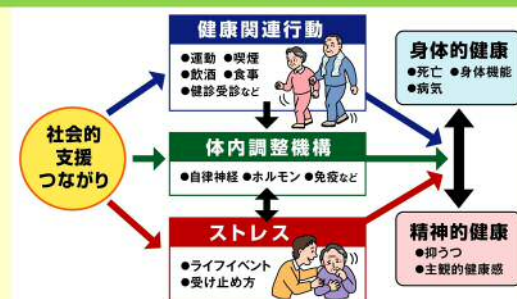 社会的
支援
つながり
健康関連行動
●運動 ●喫煙
●飲酒 ●食事
●健診受診など
体内調整機構
●自律神経 ●ホルモン ●免疫など
ストレス
●ライフイベント
●受け止め方
身体的健康
●死亡 ●身体機能
●病気
精神的健康
●抑うつ
●主観的健康感